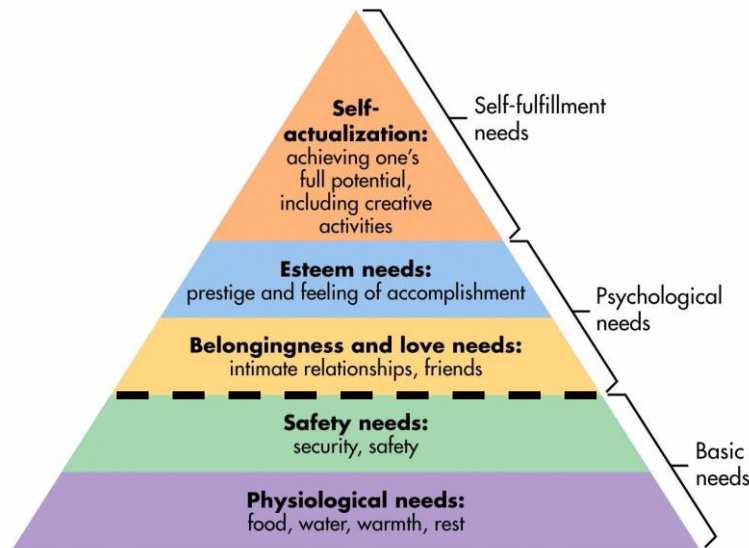 Self-
actualization:
achieving one's
full potential,
including creative
activities
Self-fulfillment
needs
Esteem needs:
prestige and feeling of accomplishment
Belongingness and love needs:
intimate relationships, friends
Psychological
needs
Safety needs:
security, safety
Physiological needs:
food, water, warmth, rest
Basic
needs